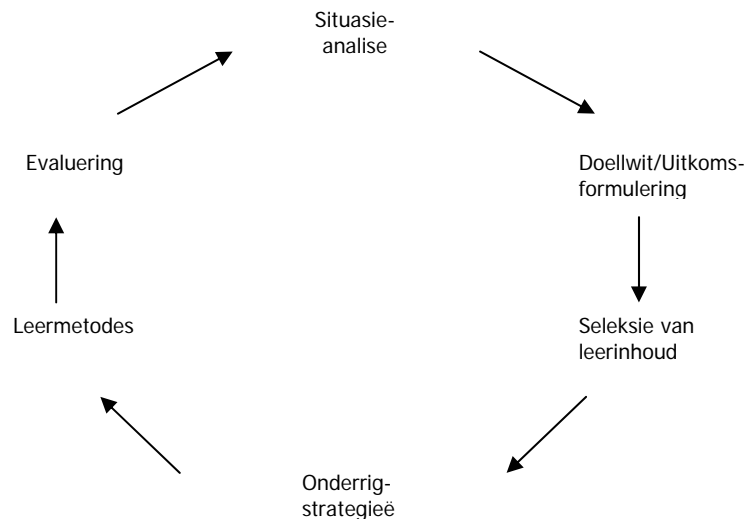 Situasie-
analise
Doellwit/Uitkoms-
formulering
Seleksie van
leerinhoud
Onderrig-
strategieë
Leermetodes
Evaluering